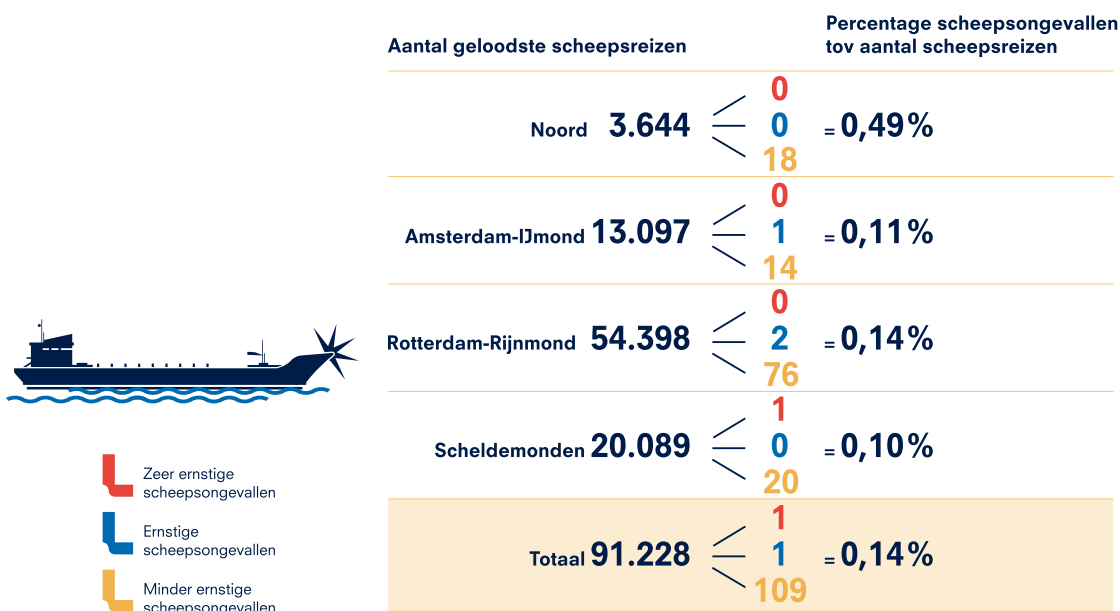 Aantal geloodste scheepsreizen
Percentage scheepsongevallen
tov aantal scheepsreizen
0
Noord 3.644 0 = 0,49%
18
0
Amsterdam-IJmond 13.097 1 = 0,11%
14
0
Rotterdam-Rijnmond 54.398 2 = 0,14%
76
1
Scheldemonden 20.089 0 = 0,10%
20
1
Totaal 91.228 1 = 0,14%
109
Zeer ernstige
scheepsongevallen
Ernstige
scheepsongevallen
Minder ernstige
scheepsongevallen